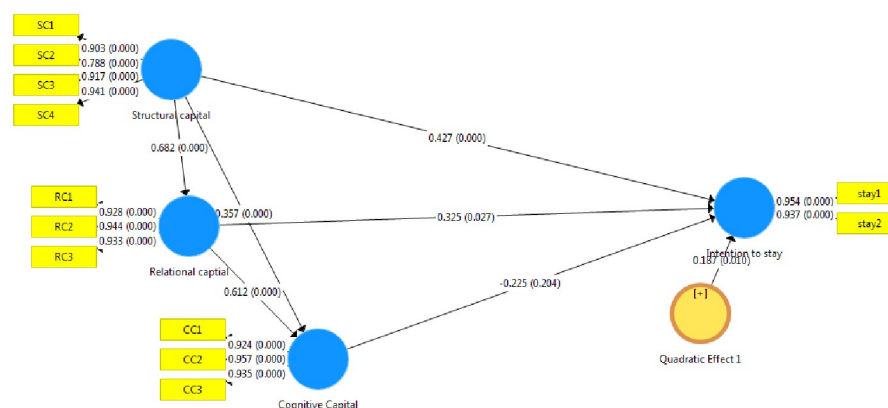 SC1
0.903 (0.000)
SC2
0.788 (0.000)
SC3
0.917 (0.000)
0.941 (0.000)
SC4
Structural capital
0.427 (0.000)
0.682 (0.000)
RC1
0.928 (0.000)
RC2
0.944 (0.000)
0.933 (0.000)
RC3
Relational captial
0.357 (0.000)
0.325 (0.027)
0.954 (0.000)
stay1
0.937 (0.000)
stay2
Intention to stay
0.187 (0.010)
-0.225 (0.204)
[+]
0.612 (0.000)
CC1
0.924 (0.000)
CC2
0.957 (0.000)
0.935 (0.000)
CC3
Cognitive Capital
Quadratic Effect 1